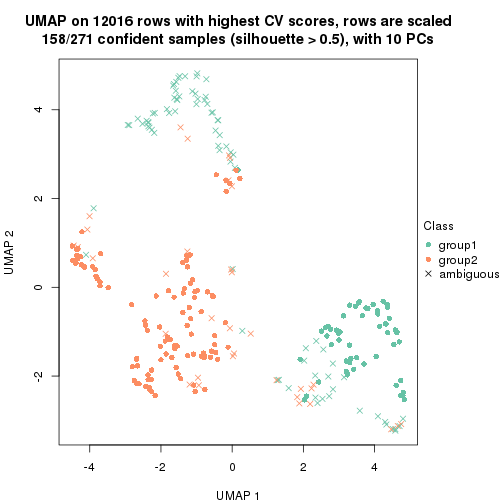 UMAP on 12016 rows with highest CV scores, rows are scaled
158/271 confident samples (silhouette > 0.5), with 10 PCs
4
2
0
-2
UMAP 2
-4
-2
0
2
4
UMAP 1
Class
group1
group2
ambiguous